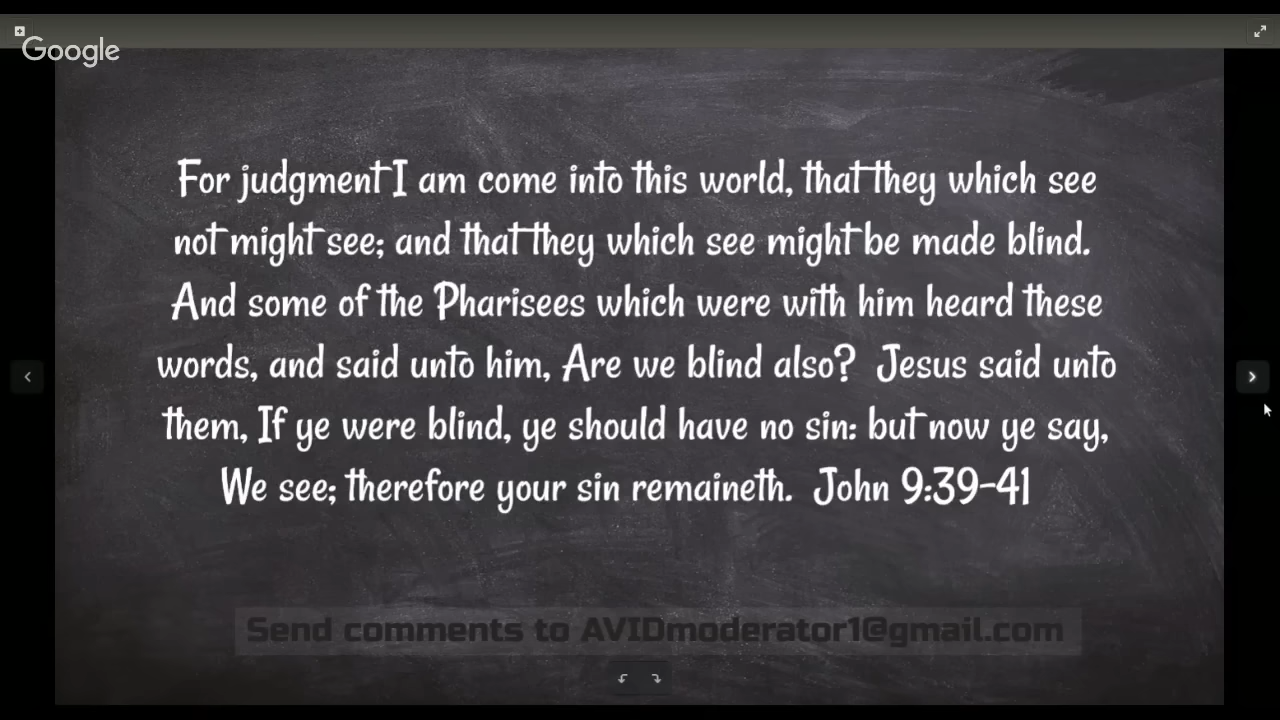 Google
For judgment I am come into this world, that they which see
not might see; and that they which see might be made blind.
And some of the Pharisees which were with him heard these
words, and said unto him, Are we blind also?  Jesus said unto
them, If ye were blind, ye should have no sin: but now ye say,
We see; therefore your sin remaineth.  John 9:39-41
Send comments to AVIDmoderator1@gmail.com